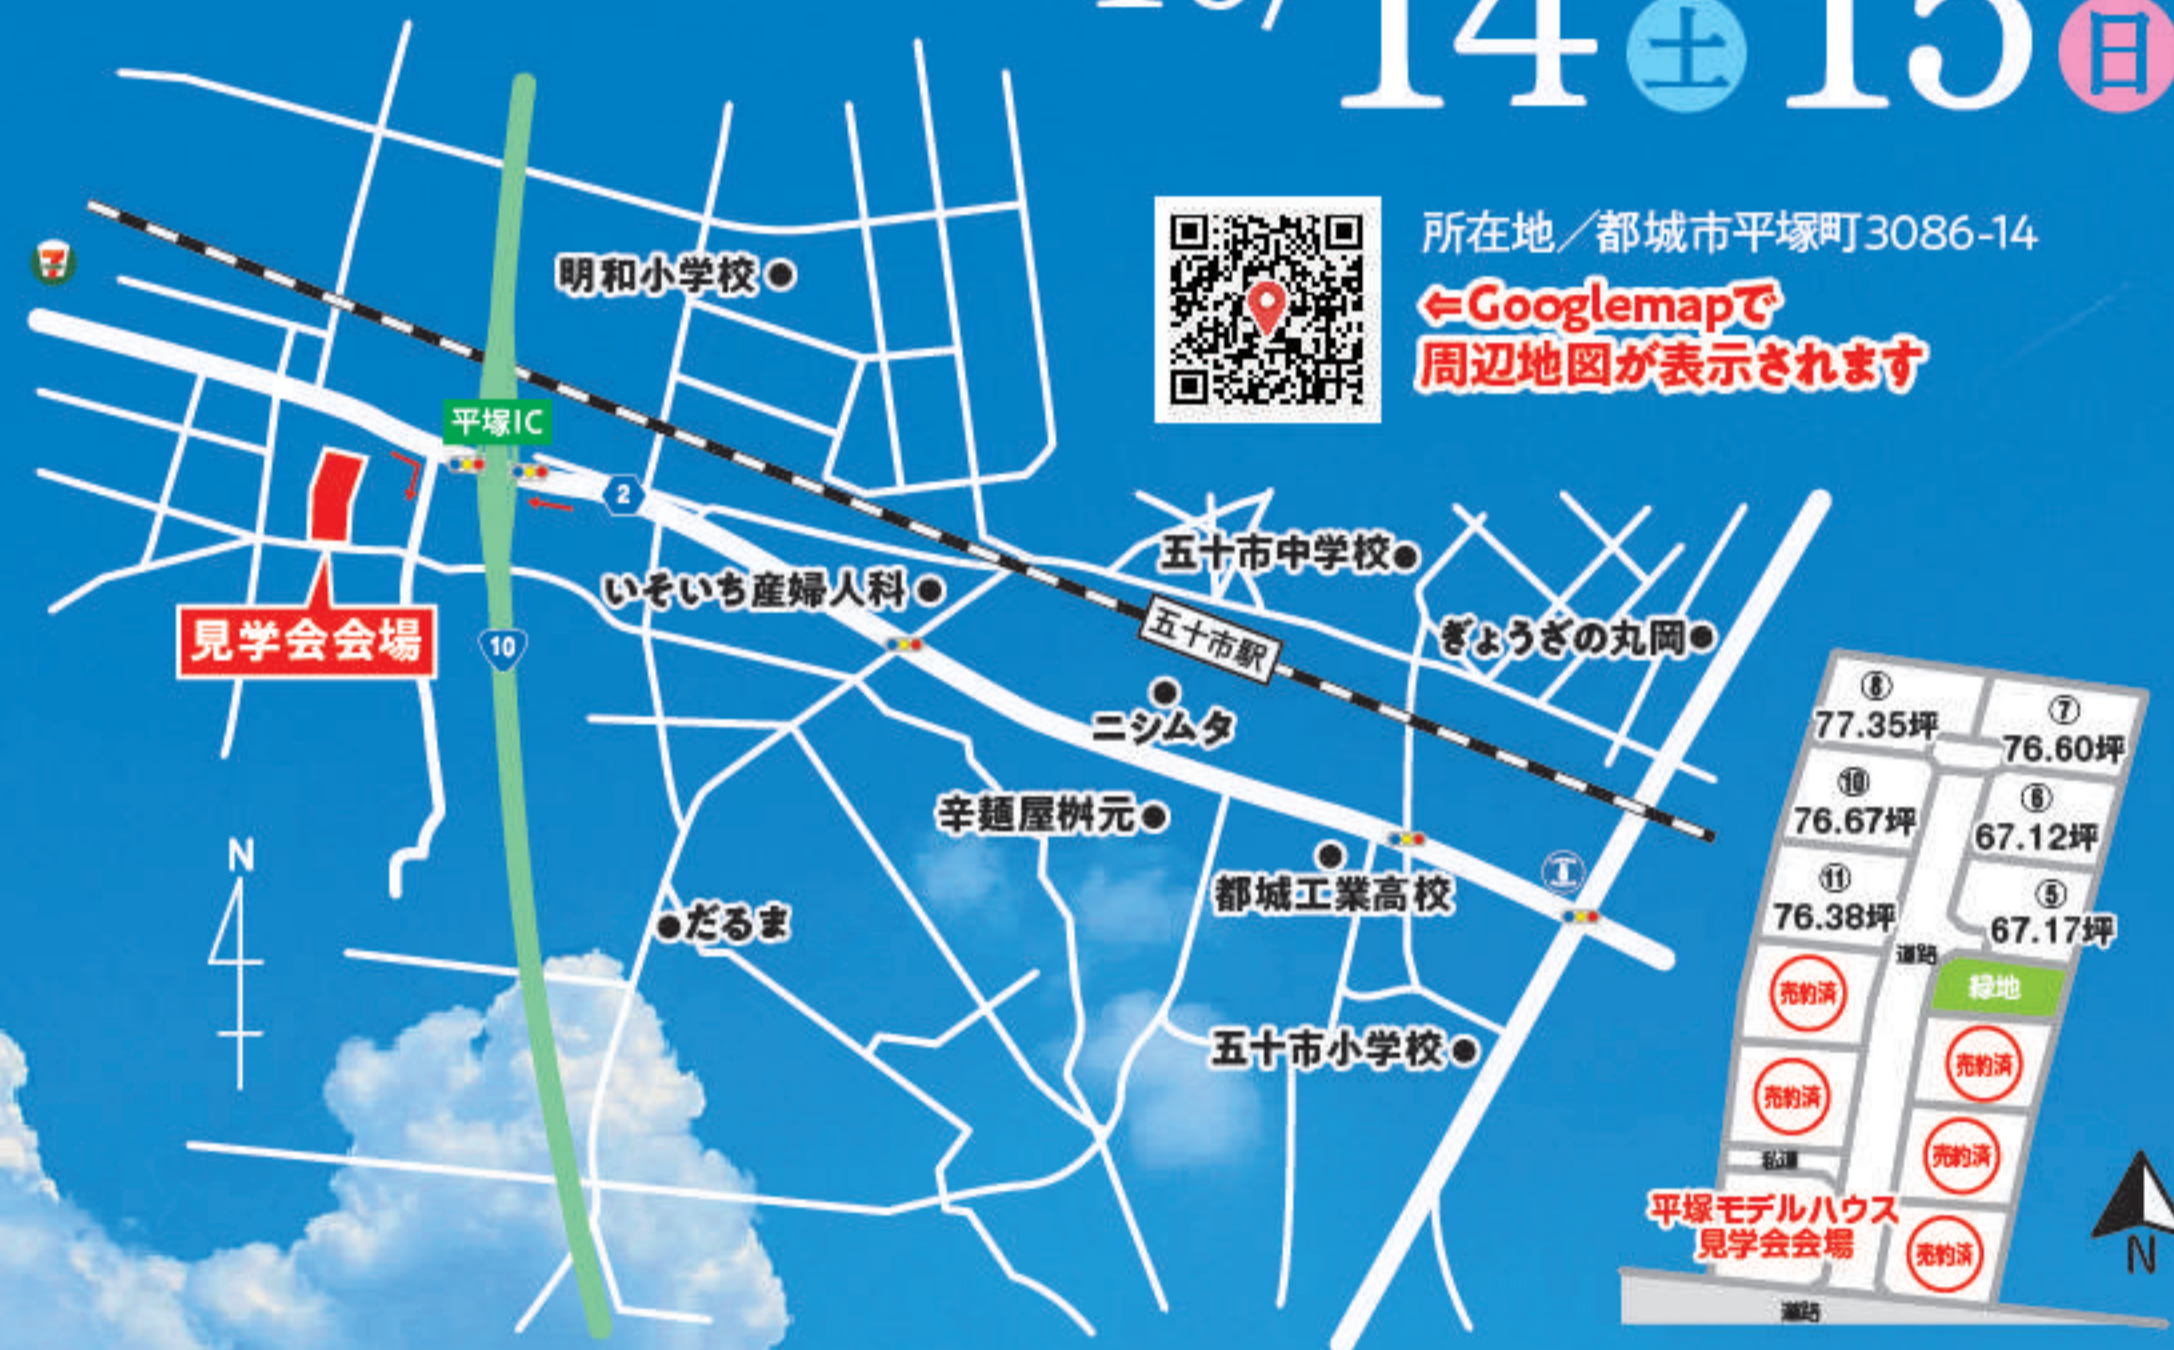 10/14土15日
所在地／都城市平塚町3086-14
⇐Googlemapで
周辺地図が表示されます
明和小学校
平塚IC
2
五十市中学校
いそいち産婦人科
五十市駅
ぎょうざの丸岡
見学会会場
10
ニシムタ
辛麺屋桝元
都城工業高校
だるま
五十市小学校
N
⑧
77.35坪
⑦
76.60坪
⑩
76.67坪
⑥
67.12坪
⑪
76.38坪
⑤
67.17坪
道路
緑地
売約済
売約済
売約済
売約済
私道
平塚モデルハウス
見学会会場
売約済
道路
N